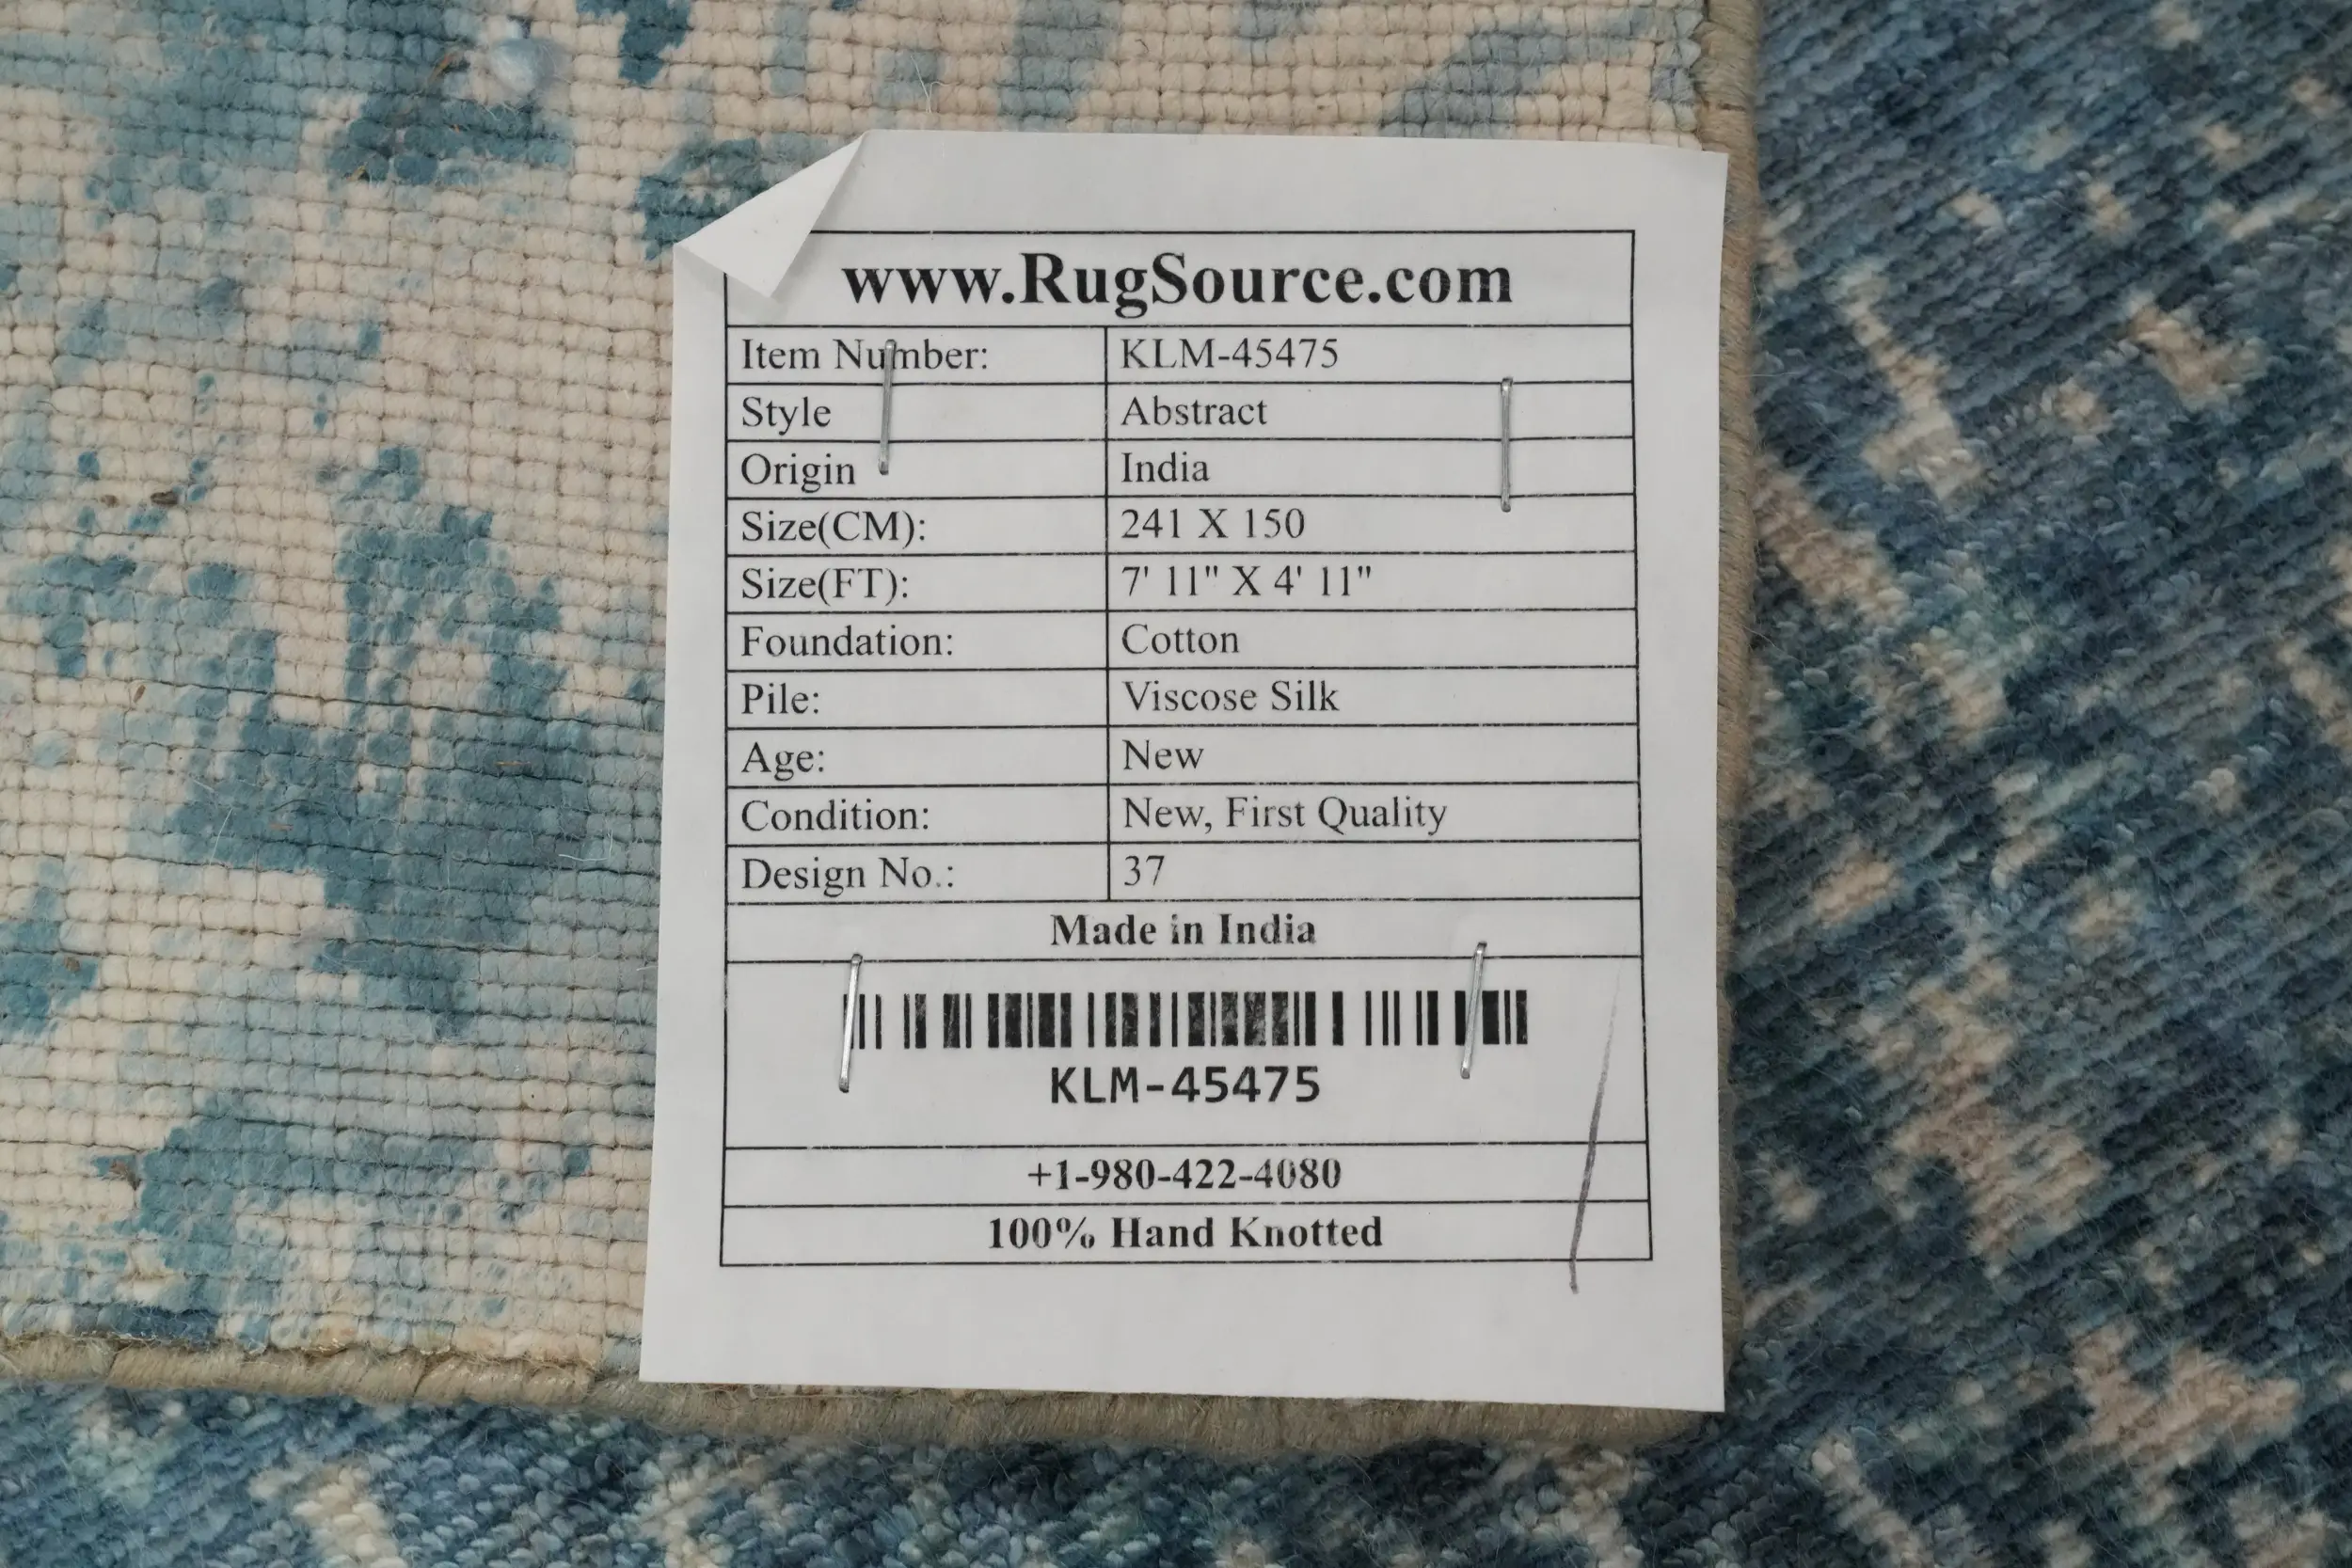 www.RugSource.com
Item Number: KLM-45475
Style Abstract
Origin India
Size(CM): 241 X 150
Size(FT): 7' 11" X 4' 11"
Foundation: Cotton
Pile: Viscose Silk
Age: New
Condition: New, First Quality
Design No.: 37
Made in India
KLM-45475
+1-980-422-4080
100% Hand Knotted